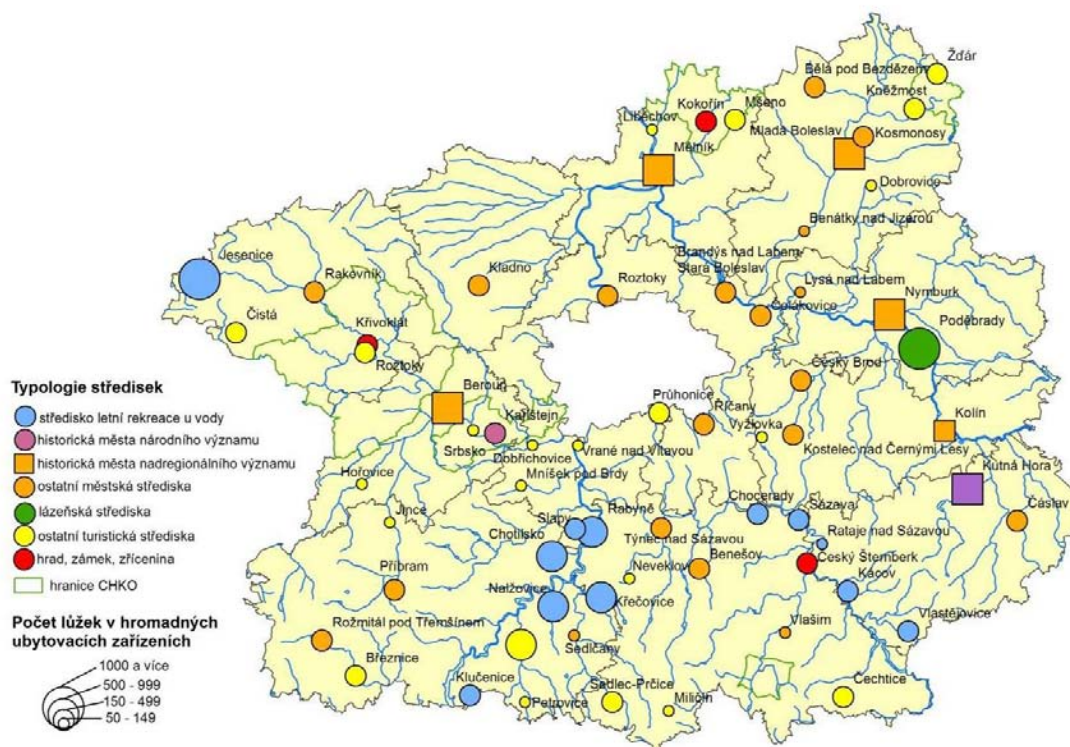 Žďár
Bělá pod Bezdězem
Kněžmost
Kokořín
Mšeno
Liběchov
Mladá Boleslav
Kosmonosy
Mělník
Dobrovice
Benátky nad Jizerou
Jesenice
Rakovník
Kladno
Roztoky
Brandýs nad Labem-
Stará Boleslav
Lysá nad Labem
Nymburk
Čelákovice
Čistá
Křivoklát
Roztoky
Poděbrady
Český Brod
Typologie středisek
středisko letní rekreace u vody
historická města národního významu
historická města nadregionálního významu
ostatní městská střediska
lázeňská střediska
ostatní turistická střediska
hrad, zámek, zřícenina
hranice CHKO
Počet lůžek v hromadných
ubytovacích zařízeních
1000 a více
500 - 999
150 - 499
50 - 149
Beroun
Karlštejn
Srbsko
Dobřichovice
Vrané nad Vltavou
Průhonice
Říčany
Vyžlovka
Kolín
Kostelec nad Černými Lesy
Kutná Hora
Hořovice
Mníšek pod Brdy
Jince
Slapy
Rabyně
Chocerady
Sázava
Čáslav
Chotilsko
Týnec nad Sázavou
Rataje nad Sázavou
Příbram
Neveklov
Benešov
Český Šternberk
Kácov
Nalžovice
Křečovice
Vlastějovice
Rožmitál pod Třemšínem
Sedlčany
Vlašim
Březnice
Klučenice
Petrovice
Sedlec-Prčice
Miličín
Čechtice